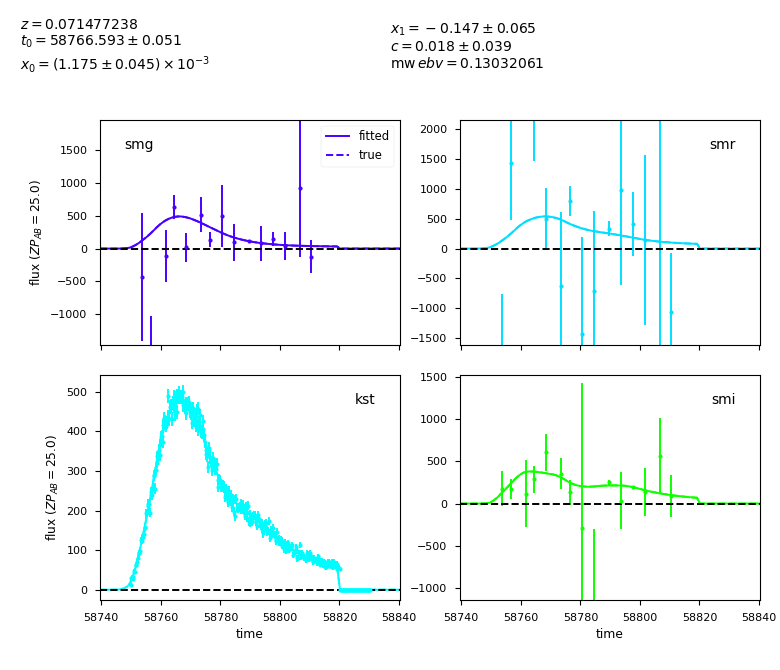 z = 0.071477238
t₀ = 58766.593 ± 0.051
x₀ = (1.175 ± 0.045) × 10⁻³
x₁ = −0.147 ± 0.065
c = 0.018 ± 0.039
mw ebv = 0.13032061
smg
fitted
true
1500
1000
500
0
−500
−1000
flux (ZP_AB = 25.0)
smr
2000
1500
1000
500
0
−500
−1000
−1500
kst
500
400
300
200
100
0
flux (ZP_AB = 25.0)
58740 58760 58780 58800 58820 58840
time
smi
1500
1000
500
0
−500
−1000
58740 58760 58780 58800 58820 58840
time